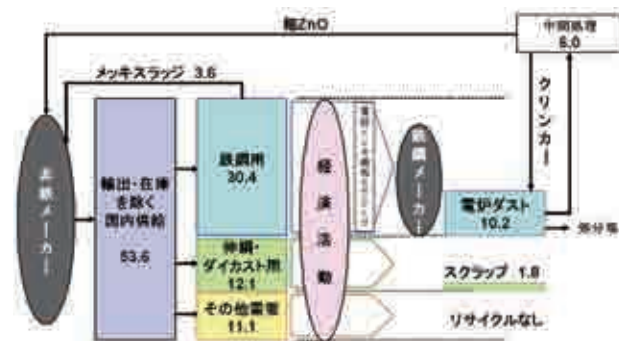 粗ZnO
中間処理
6.0
メッキスラッジ 3.6
クリンカー
亜鉛メーカー
輸出・在庫
を除く
国内供給
53.6
鉄鋼用
30.4
経済活動
鉄鋼メーカー
電炉ダスト
10.2
処分場
伸銅・
ダイカスト用
12.1
スクラップ 1.8
その他需要
11.1
リサイクルなし